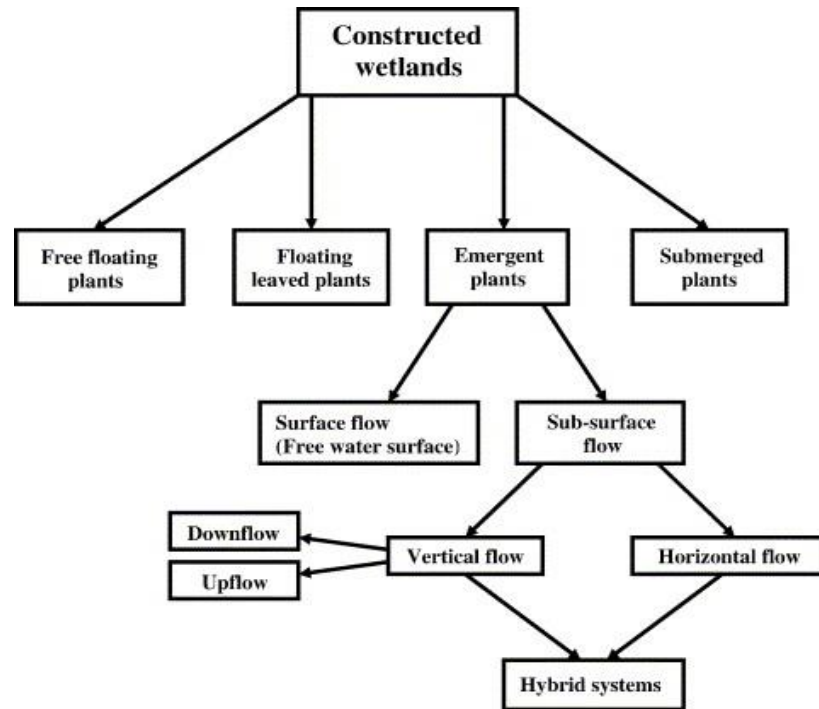 Constructed
wetlands
Free floating
plants
Floating
leaved plants
Emergent
plants
Submerged
plants
Surface flow
(Free water surface)
Sub-surface
flow
Downflow
Upflow
Vertical flow
Horizontal flow
Hybrid systems